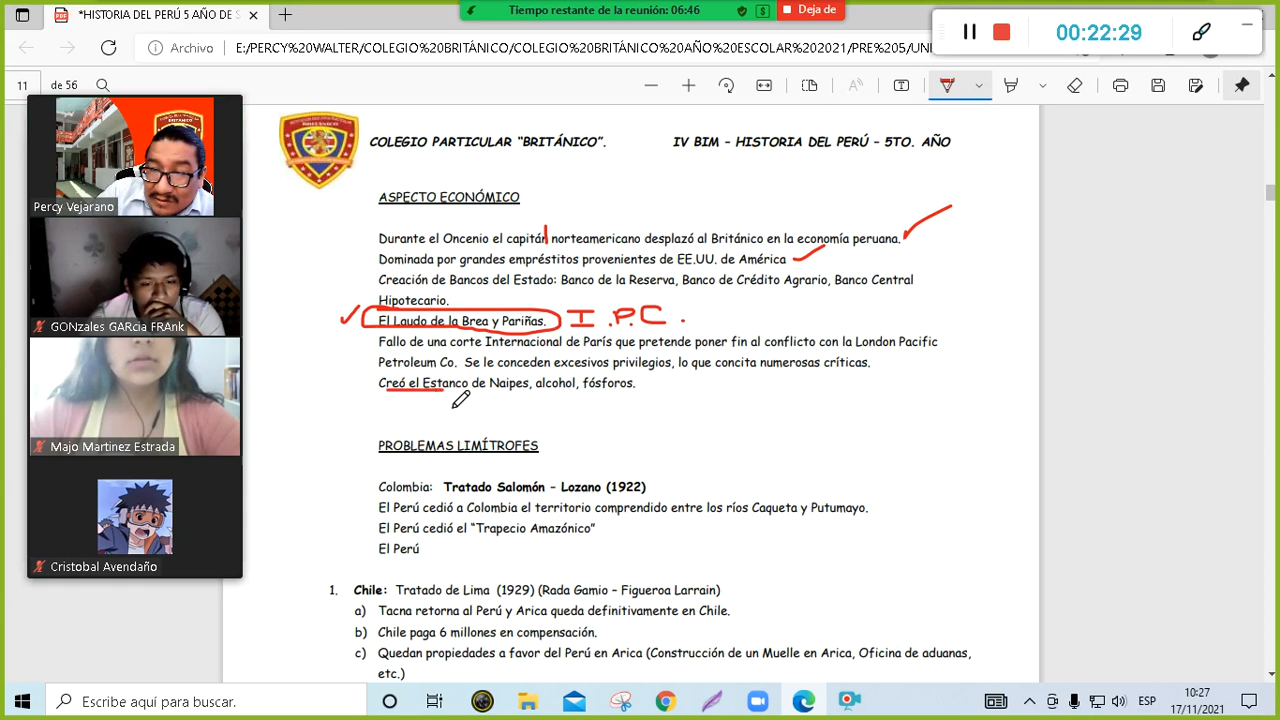 *HISTORIA DEL PERÚ 5 AÑO DE S
Tiempo restante de la reunión: 06:46
Deja de
00:22:29
Archivo
E:/PERCY%20WALTER/COLEGIO%20BRITÁNICO/COLEGIO%20BRITÁNICO%20AÑO%20ESCOLAR%202021/PRE%205/UNI
11 de 56
COLEGIO PARTICULAR "BRITÁNICO". IV BIM – HISTORIA DEL PERÚ – 5TO. AÑO
ASPECTO ECONÓMICO
Durante el Oncenio el capitán norteamericano desplazó al Británico en la economía peruana.
Dominada por grandes empréstitos provenientes de EE.UU. de América
Creación de Bancos del Estado: Banco de la Reserva, Banco de Crédito Agrario, Banco Central
Hipotecario.
El Laudo de la Brea y Pariñas. I.P.C.
Fallo de una corte Internacional de París que pretende poner fin al conflicto con la London Pacific
Petroleum Co. Se le conceden excesivos privilegios, lo que concita numerosas críticas.
Creó el Estanco de Naipes, alcohol, fósforos.
PROBLEMAS LIMÍTROFES
Colombia: Tratado Salomón – Lozano (1922)
El Perú cedió a Colombia el territorio comprendido entre los ríos Caqueta y Putumayo.
El Perú cedió el "Trapecio Amazónico"
El Perú
1. Chile: Tratado de Lima (1929) (Rada Gamio – Figueroa Larrain)
a) Tacna retorna al Perú y Arica queda definitivamente en Chile.
b) Chile paga 6 millones en compensación.
c) Quedan propiedades a favor del Perú en Arica (Construcción de un Muelle en Arica, Oficina de aduanas,
etc.)
Percy Vejarano
GONzales GARcia FRAnk
Majo Martinez Estrada
Cristobal Avendaño
Escribe aquí para buscar.
ESP
10:27
17/11/2021